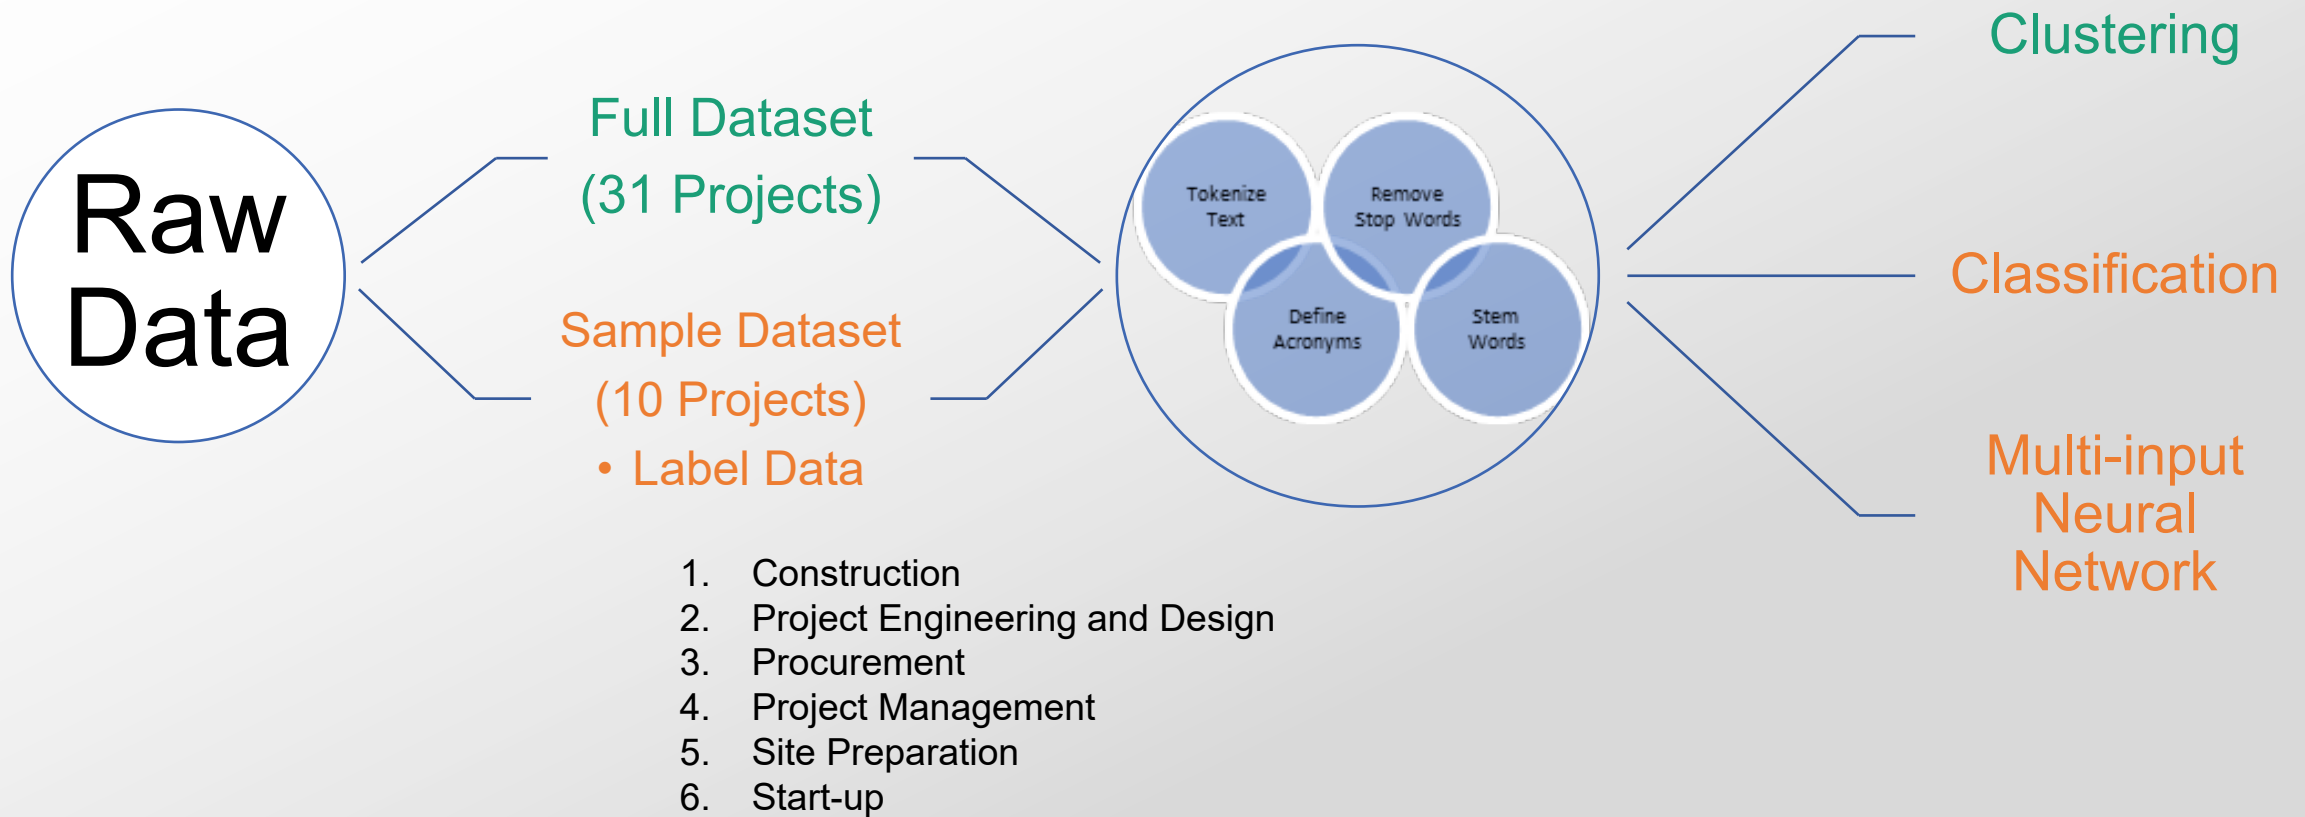 Raw
Data
Full Dataset
(31 Projects)
Sample Dataset
(10 Projects)
• Label Data
1. Construction
2. Project Engineering and Design
3. Procurement
4. Project Management
5. Site Preparation
6. Start-up
Tokenize
Text
Remove
Stop Words
Define
Acronyms
Stem
Words
Clustering
Classification
Multi-input
Neural
Network